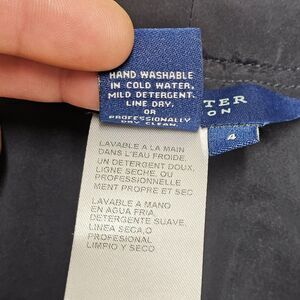 HAND WASHABLE
IN COLD WATER,
MILD DETERGENT.
LINE DRY.
OR
PROFESSIONALLY
DRY CLEAN.
TER
ON
4
LAVABLE A LA MAIN
DANS L'EAU FROIDE.
UN DETERGENT DOUX,
LIGNE SECHE, OU
PROFESSIONNELLE
MENT PROPRE ET SEC
LAVABLE A MANO
EN AGUA FRIA,
DETERGENTE SUAVE,
LINEA SECA,O
PROFESIONAL
LIMPIO Y SECO